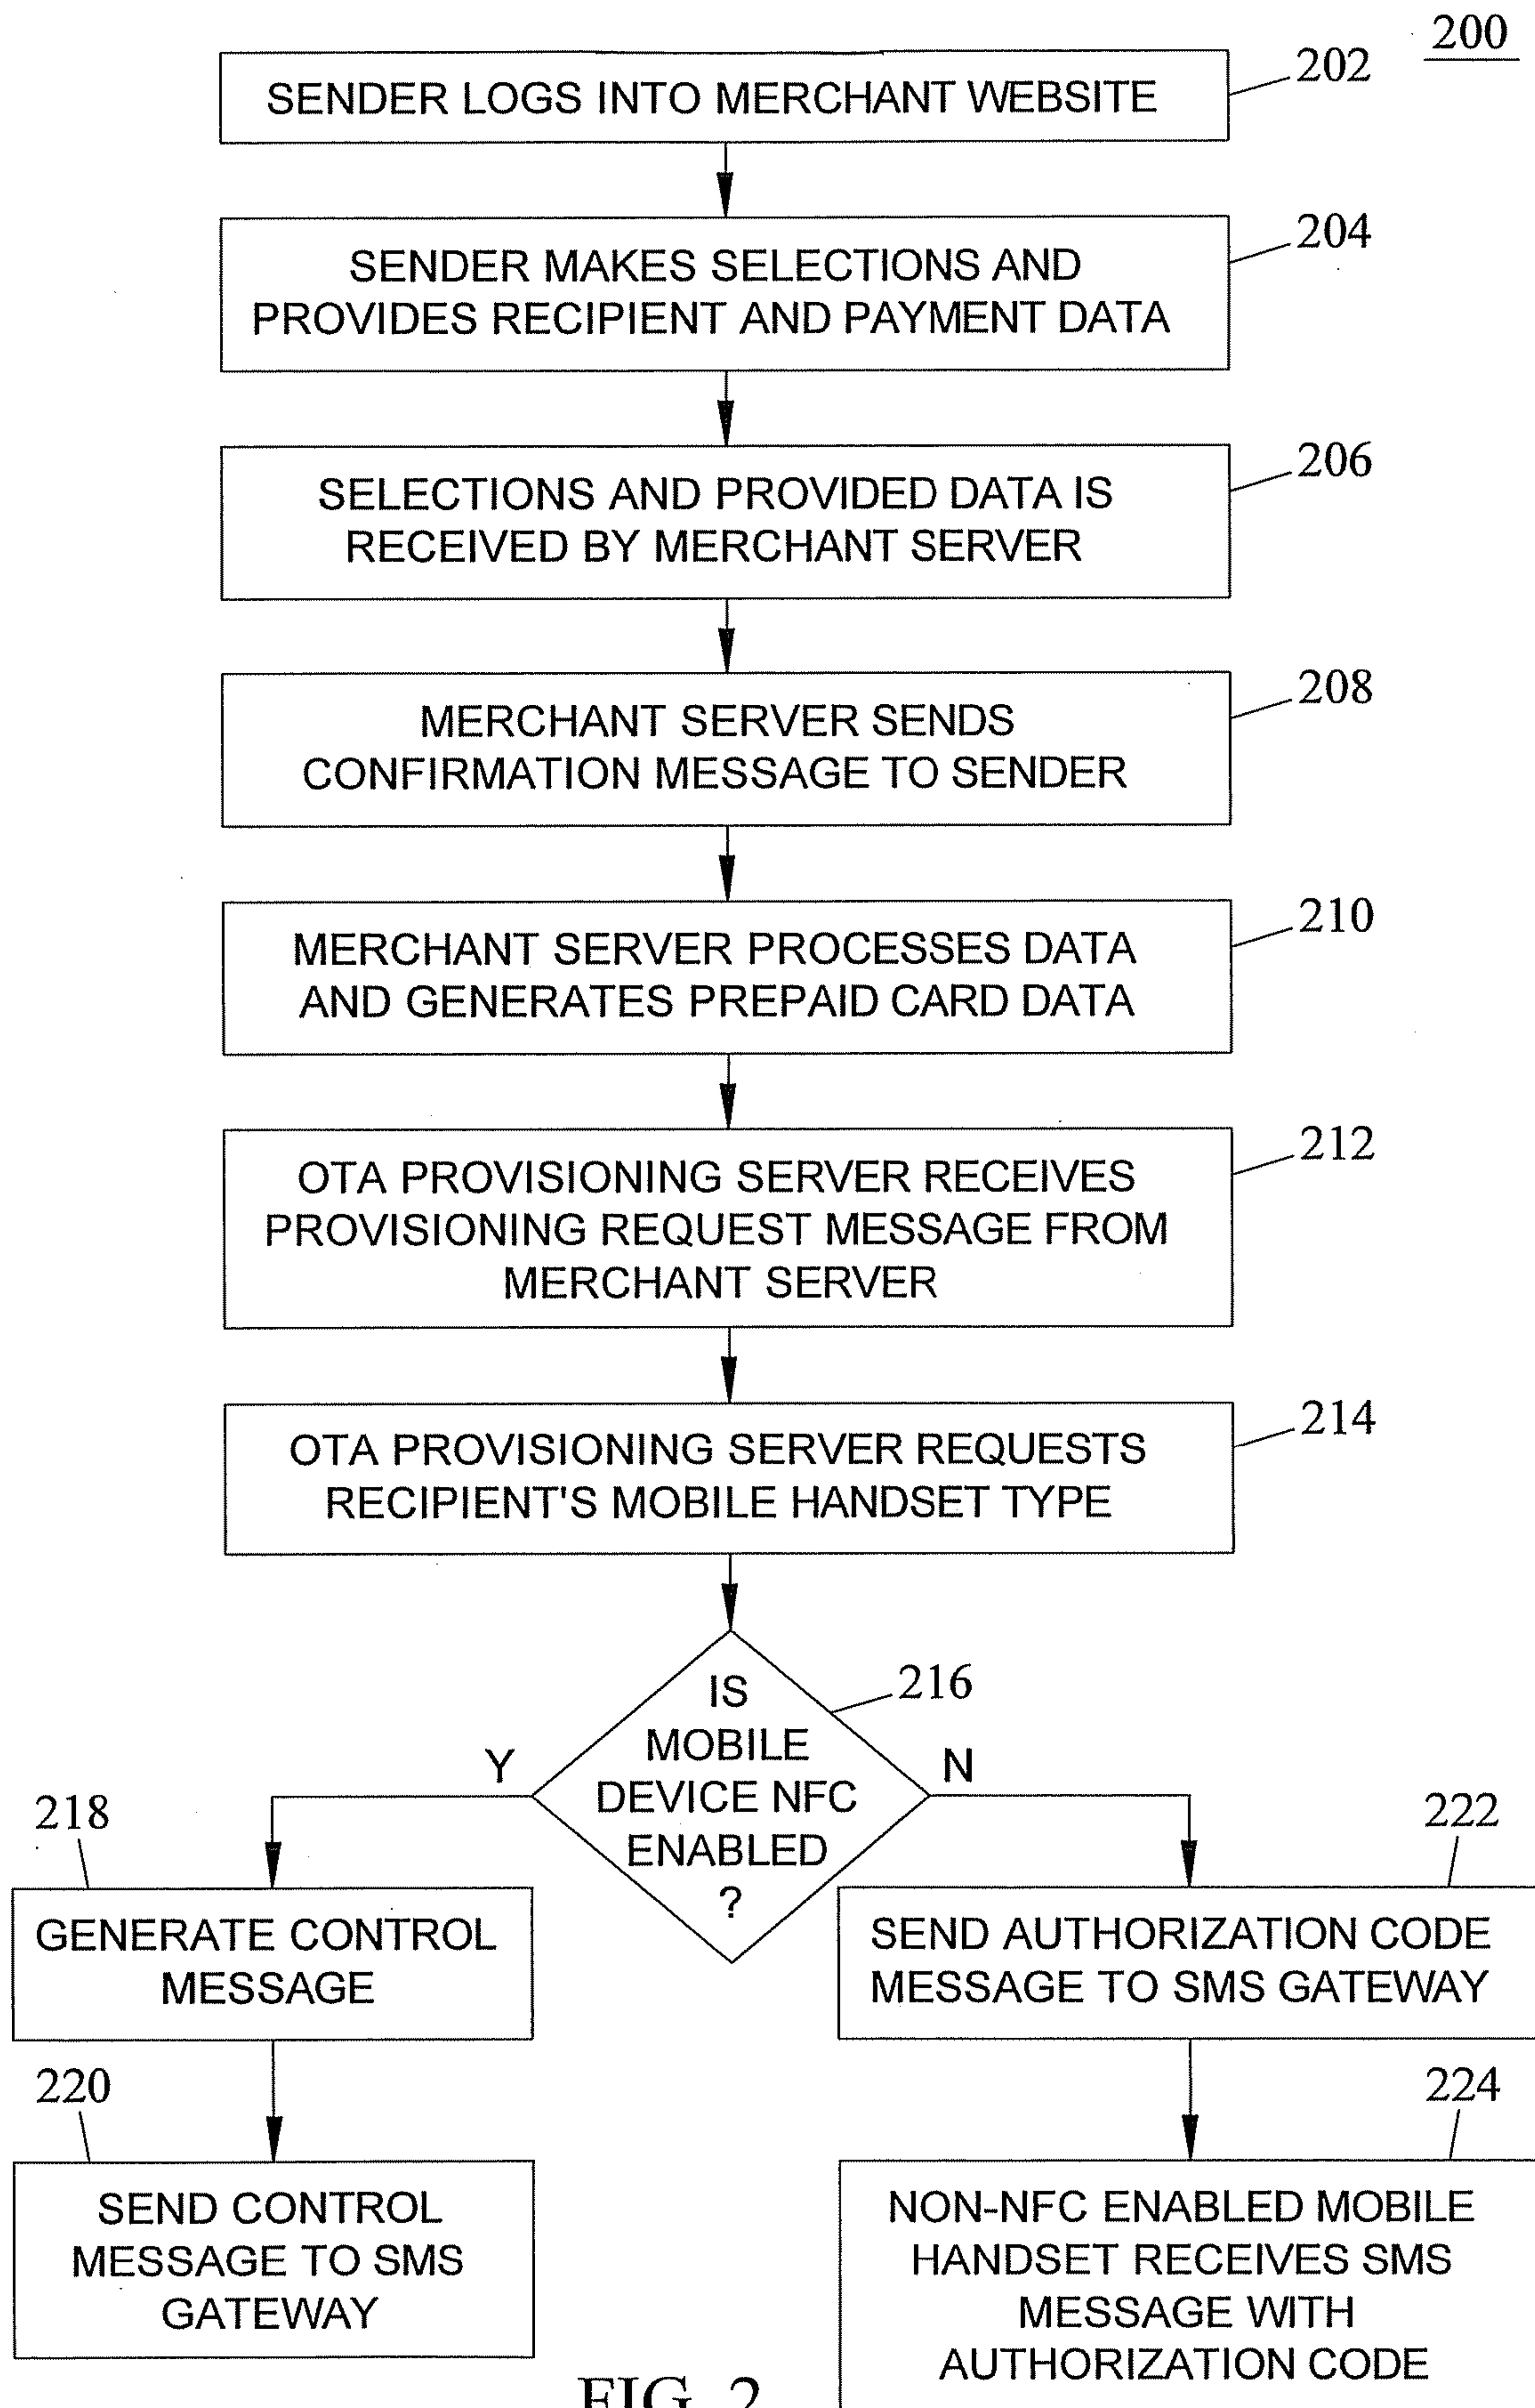 200
202
SENDER LOGS INTO MERCHANT WEBSITE
204
SENDER MAKES SELECTIONS AND
PROVIDES RECIPIENT AND PAYMENT DATA
206
SELECTIONS AND PROVIDED DATA IS
RECEIVED BY MERCHANT SERVER
208
MERCHANT SERVER SENDS
CONFIRMATION MESSAGE TO SENDER
210
MERCHANT SERVER PROCESSES DATA
AND GENERATES PREPAID CARD DATA
212
OTA PROVISIONING SERVER RECEIVES
PROVISIONING REQUEST MESSAGE FROM
MERCHANT SERVER
214
OTA PROVISIONING SERVER REQUESTS
RECIPIENT'S MOBILE HANDSET TYPE
216
IS
MOBILE
DEVICE NFC
ENABLED
?
Y
N
218
GENERATE CONTROL
MESSAGE
222
SEND AUTHORIZATION CODE
MESSAGE TO SMS GATEWAY
220
SEND CONTROL
MESSAGE TO SMS
GATEWAY
224
NON-NFC ENABLED MOBILE
HANDSET RECEIVES SMS
MESSAGE WITH
AUTHORIZATION CODE
FIG. 2